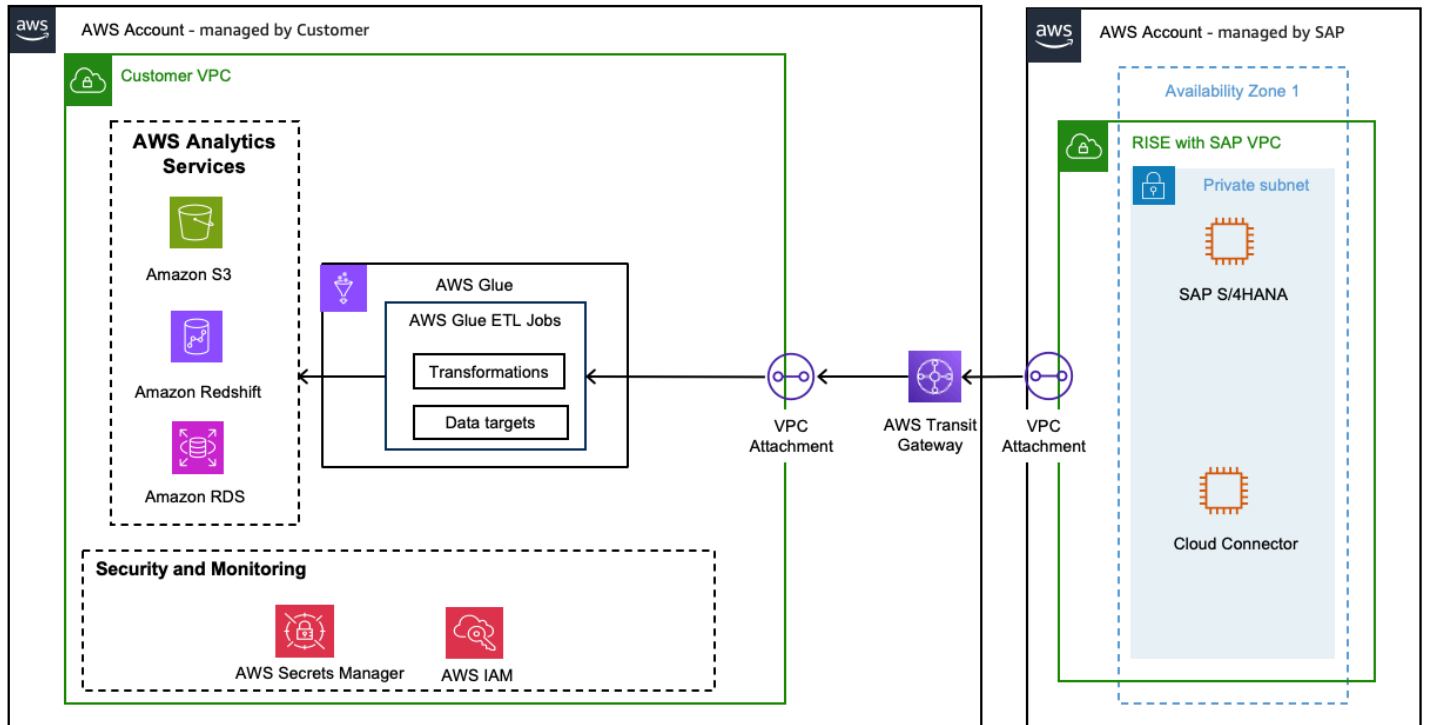 aws
AWS Account - managed by Customer
Customer VPC
AWS Analytics
Services
Amazon S3
Amazon Redshift
Amazon RDS
AWS Glue
AWS Glue ETL Jobs
Transformations
Data targets
VPC
Attachment
AWS Transit
Gateway
VPC
Attachment
Security and Monitoring
AWS Secrets Manager
AWS IAM
aws
AWS Account - managed by SAP
Availability Zone 1
RISE with SAP VPC
Private subnet
SAP S/4HANA
Cloud Connector